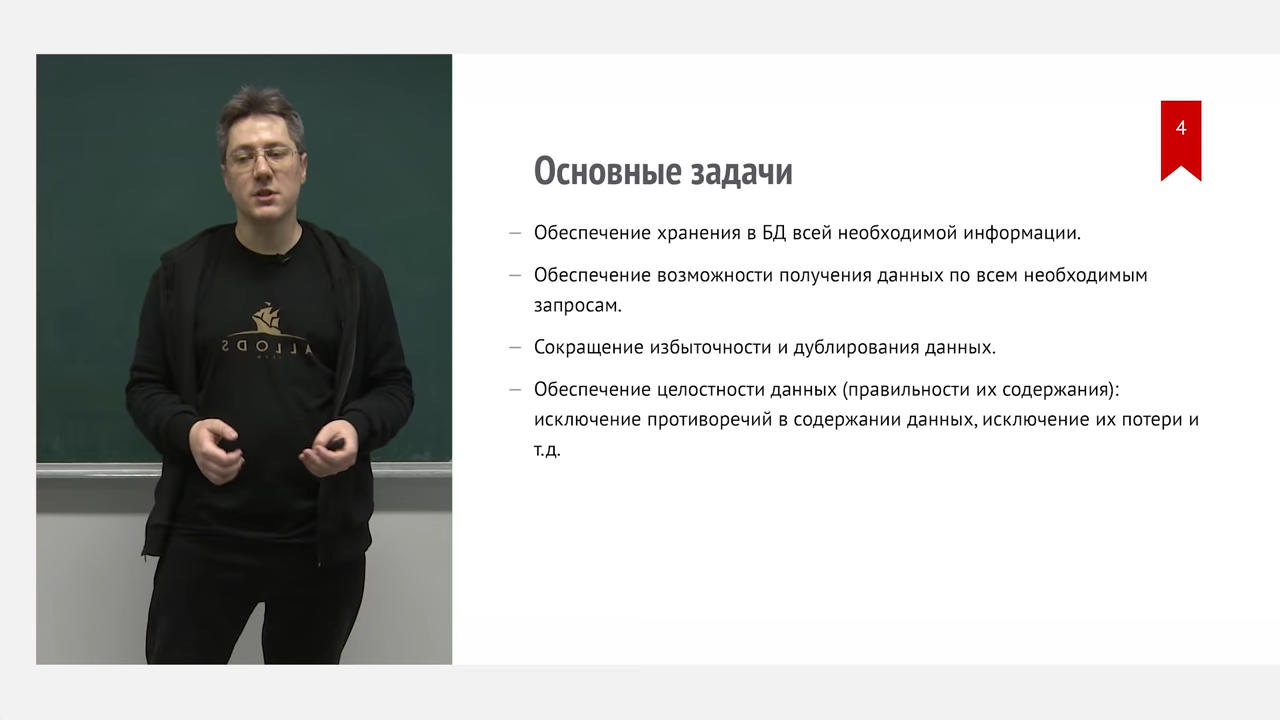 4
Основные задачи
— Обеспечение хранения в БД всей необходимой информации.
— Обеспечение возможности получения данных по всем необходимым
запросам.
— Сокращение избыточности и дублирования данных.
— Обеспечение целостности данных (правильности их содержания):
исключение противоречий в содержании данных, исключение их потери и
т.д.
ALLODS